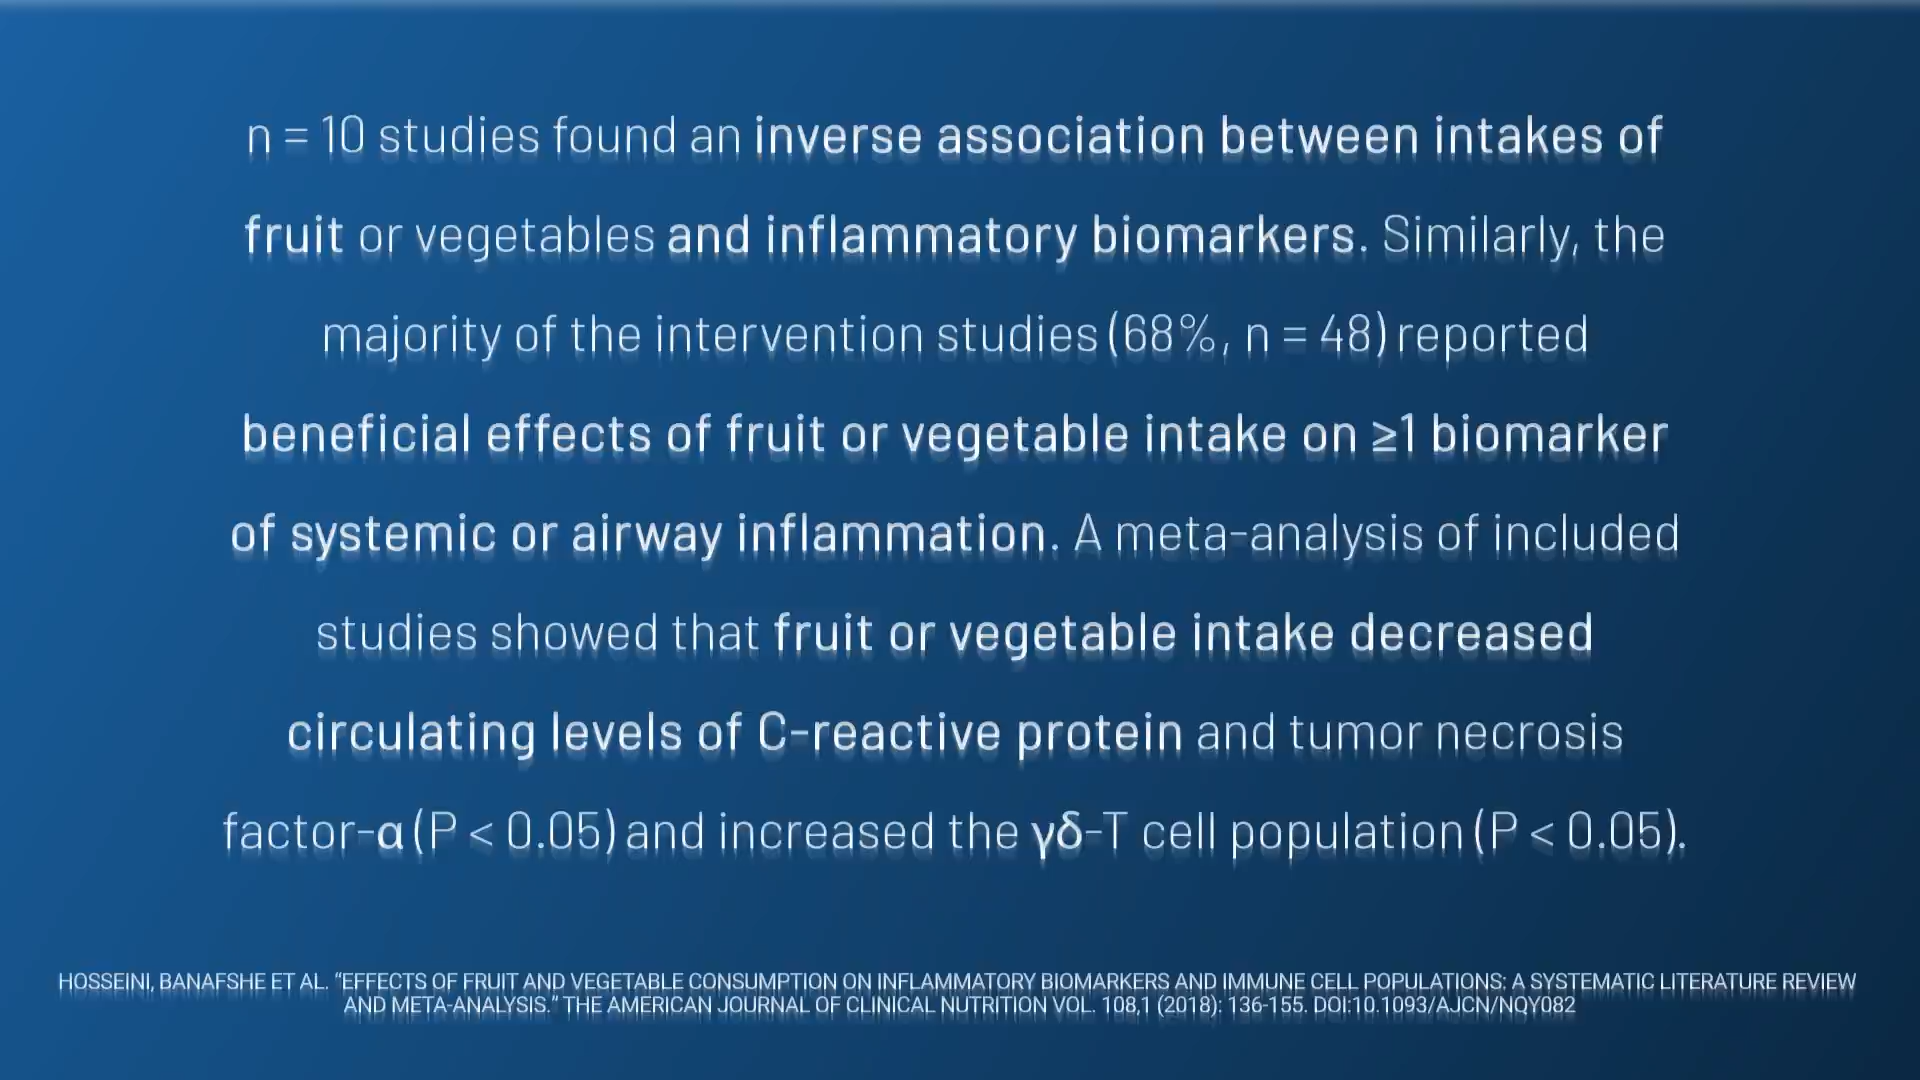 n = 10 studies found an inverse association between intakes of
fruit or vegetables and inflammatory biomarkers. Similarly, the
majority of the intervention studies (68%, n = 48) reported
beneficial effects of fruit or vegetable intake on ≥1 biomarker
of systemic or airway inflammation. A meta-analysis of included
studies showed that fruit or vegetable intake decreased
circulating levels of C-reactive protein and tumor necrosis
factor-α (P < 0.05) and increased the γδ-T cell population (P < 0.05).
HOSSEINI, BANAFSHE ET AL. “EFFECTS OF FRUIT AND VEGETABLE CONSUMPTION ON INFLAMMATORY BIOMARKERS AND IMMUNE CELL POPULATIONS: A SYSTEMATIC LITERATURE REVIEW
AND META-ANALYSIS.” THE AMERICAN JOURNAL OF CLINICAL NUTRITION VOL. 108,1 (2018): 136-155. DOI:10.1093/AJCN/NQY082